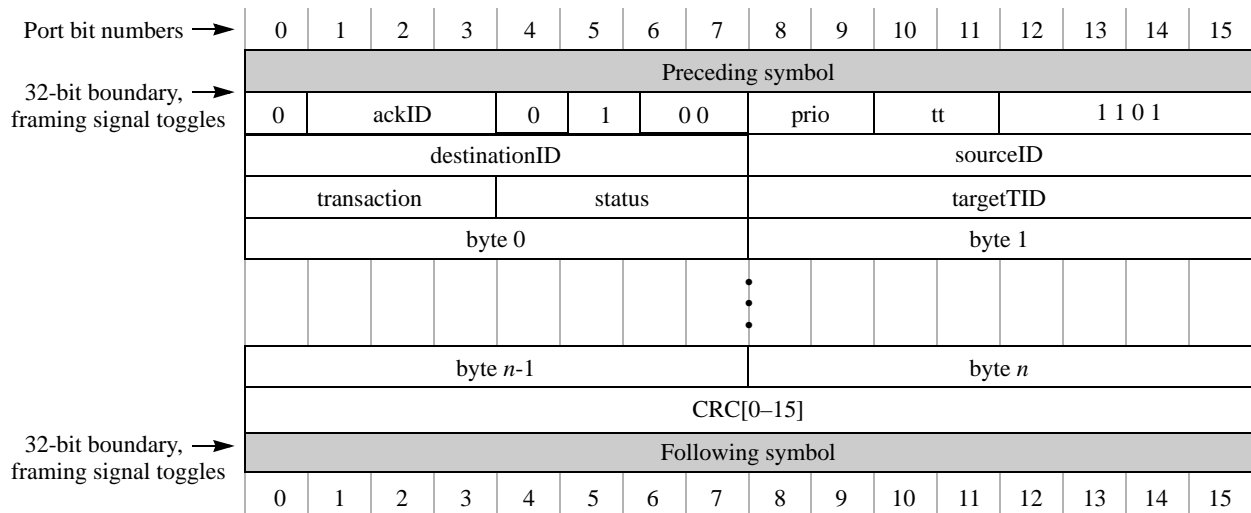 Port bit numbers 0 1 2 3 4 5 6 7 8 9 10 11 12 13 14 15
Preceding symbol
32-bit boundary,
framing signal toggles
0 ackID 0 1 0 0 prio tt 1 1 0 1
destinationID sourceID
transaction status targetTID
byte 0 byte 1
byte n-1 byte n
CRC[0–15]
32-bit boundary,
framing signal toggles
Following symbol
0 1 2 3 4 5 6 7 8 9 10 11 12 13 14 15